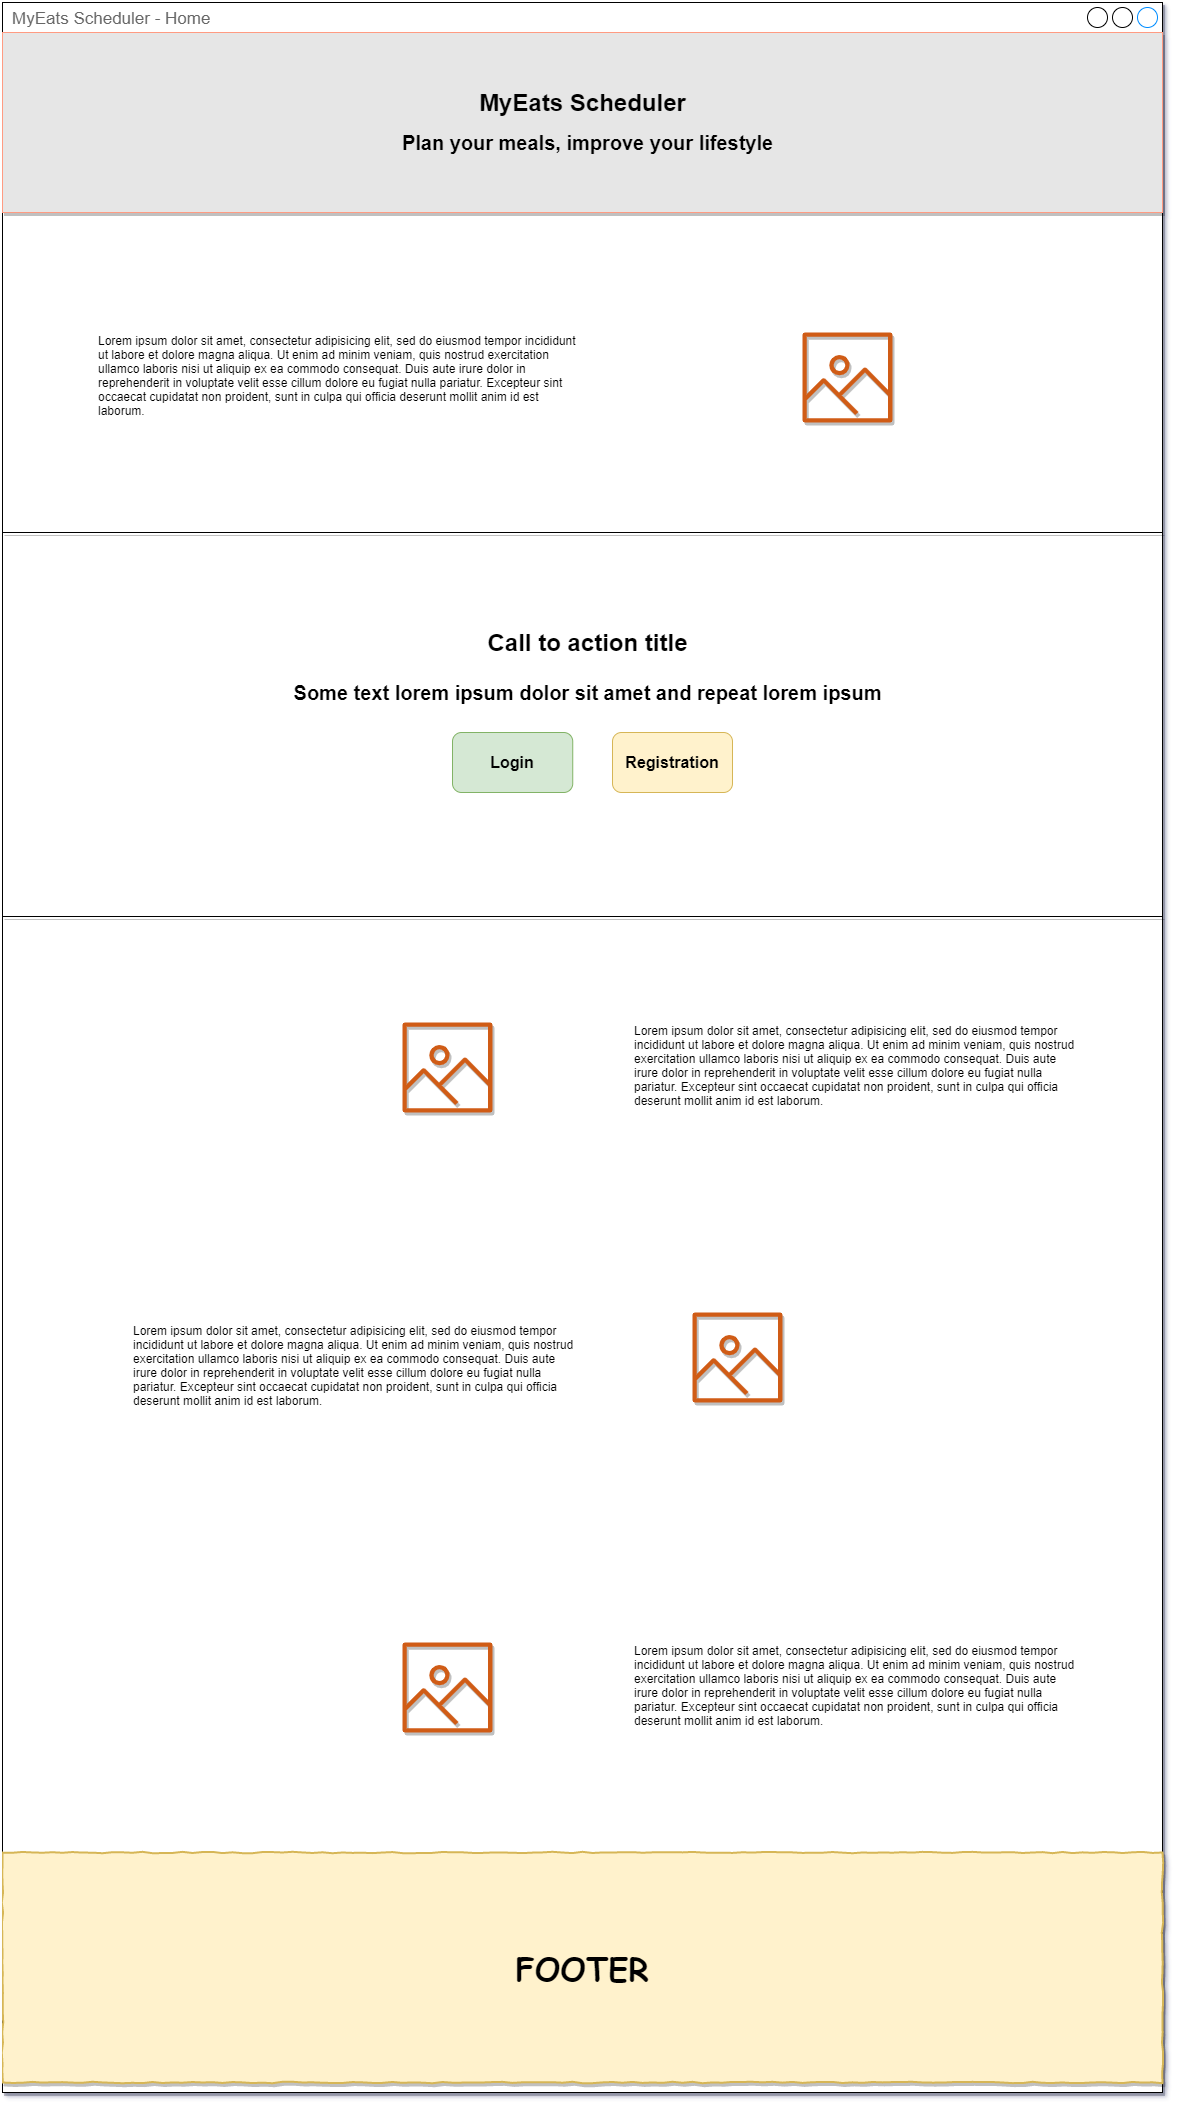 MyEats Scheduler - Home
MyEats Scheduler
Plan your meals, improve your lifestyle
Lorem ipsum dolor sit amet, consectetur adipisicing elit, sed do eiusmod tempor incididunt
ut labore et dolore magna aliqua. Ut enim ad minim veniam, quis nostrud exercitation
ullamco laboris nisi ut aliquip ex ea commodo consequat. Duis aute irure dolor in
reprehenderit in voluptate velit esse cillum dolore eu fugiat nulla pariatur. Excepteur sint
occaecat cupidatat non proident, sunt in culpa qui officia deserunt mollit anim id est
laborum.
Call to action title
Some text lorem ipsum dolor sit amet and repeat lorem ipsum
Login
Registration
Lorem ipsum dolor sit amet, consectetur adipisicing elit, sed do eiusmod tempor
incididunt ut labore et dolore magna aliqua. Ut enim ad minim veniam, quis nostrud
exercitation ullamco laboris nisi ut aliquip ex ea commodo consequat. Duis aute
irure dolor in reprehenderit in voluptate velit esse cillum dolore eu fugiat nulla
pariatur. Excepteur sint occaecat cupidatat non proident, sunt in culpa qui officia
deserunt mollit anim id est laborum.
Lorem ipsum dolor sit amet, consectetur adipisicing elit, sed do eiusmod tempor
incididunt ut labore et dolore magna aliqua. Ut enim ad minim veniam, quis nostrud
exercitation ullamco laboris nisi ut aliquip ex ea commodo consequat. Duis aute
irure dolor in reprehenderit in voluptate velit esse cillum dolore eu fugiat nulla
pariatur. Excepteur sint occaecat cupidatat non proident, sunt in culpa qui officia
deserunt mollit anim id est laborum.
Lorem ipsum dolor sit amet, consectetur adipisicing elit, sed do eiusmod tempor
incididunt ut labore et dolore magna aliqua. Ut enim ad minim veniam, quis nostrud
exercitation ullamco laboris nisi ut aliquip ex ea commodo consequat. Duis aute
irure dolor in reprehenderit in voluptate velit esse cillum dolore eu fugiat nulla
pariatur. Excepteur sint occaecat cupidatat non proident, sunt in culpa qui officia
deserunt mollit anim id est laborum.
FOOTER